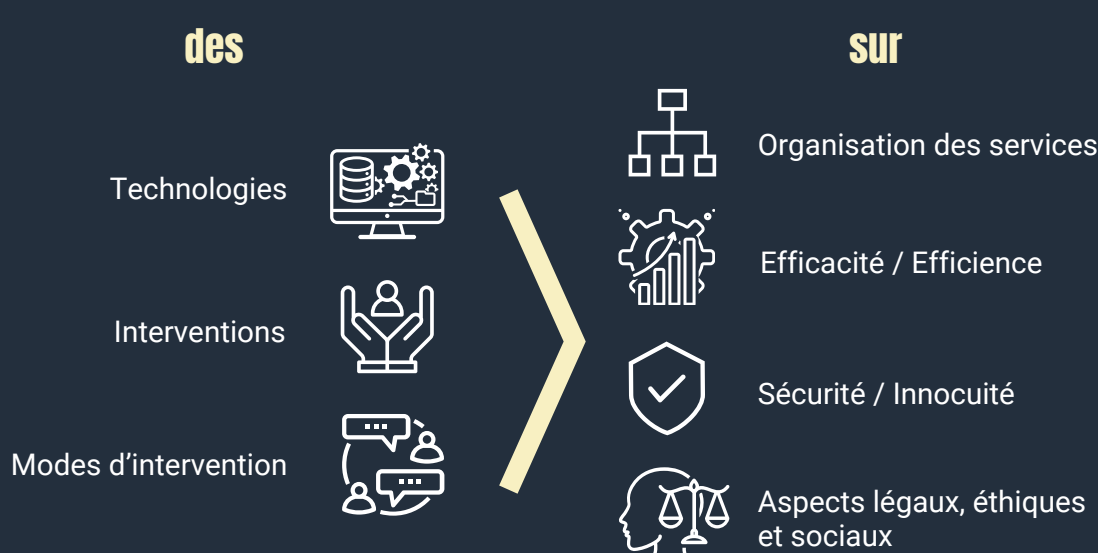 des
Technologies
Interventions
Modes d’intervention
sur
Organisation des services
Efficacité / Efficience
Sécurité / Innocuité
Aspects légaux, éthiques
et sociaux